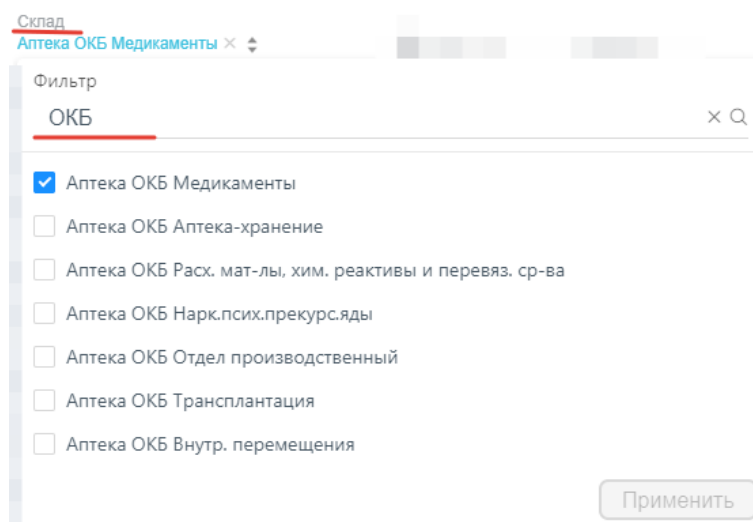 Склад
Аптека ОКБ Медикаменты
Фильтр
ОКБ
Аптека ОКБ Медикаменты
Аптека ОКБ Аптека-хранение
Аптека ОКБ Расх. мат-лы, хим. реактивы и перевяз. ср-ва
Аптека ОКБ Нарк.псих.прекурс.яды
Аптека ОКБ Отдел производственный
Аптека ОКБ Трансплантация
Аптека ОКБ Внутр. перемещения
Применить